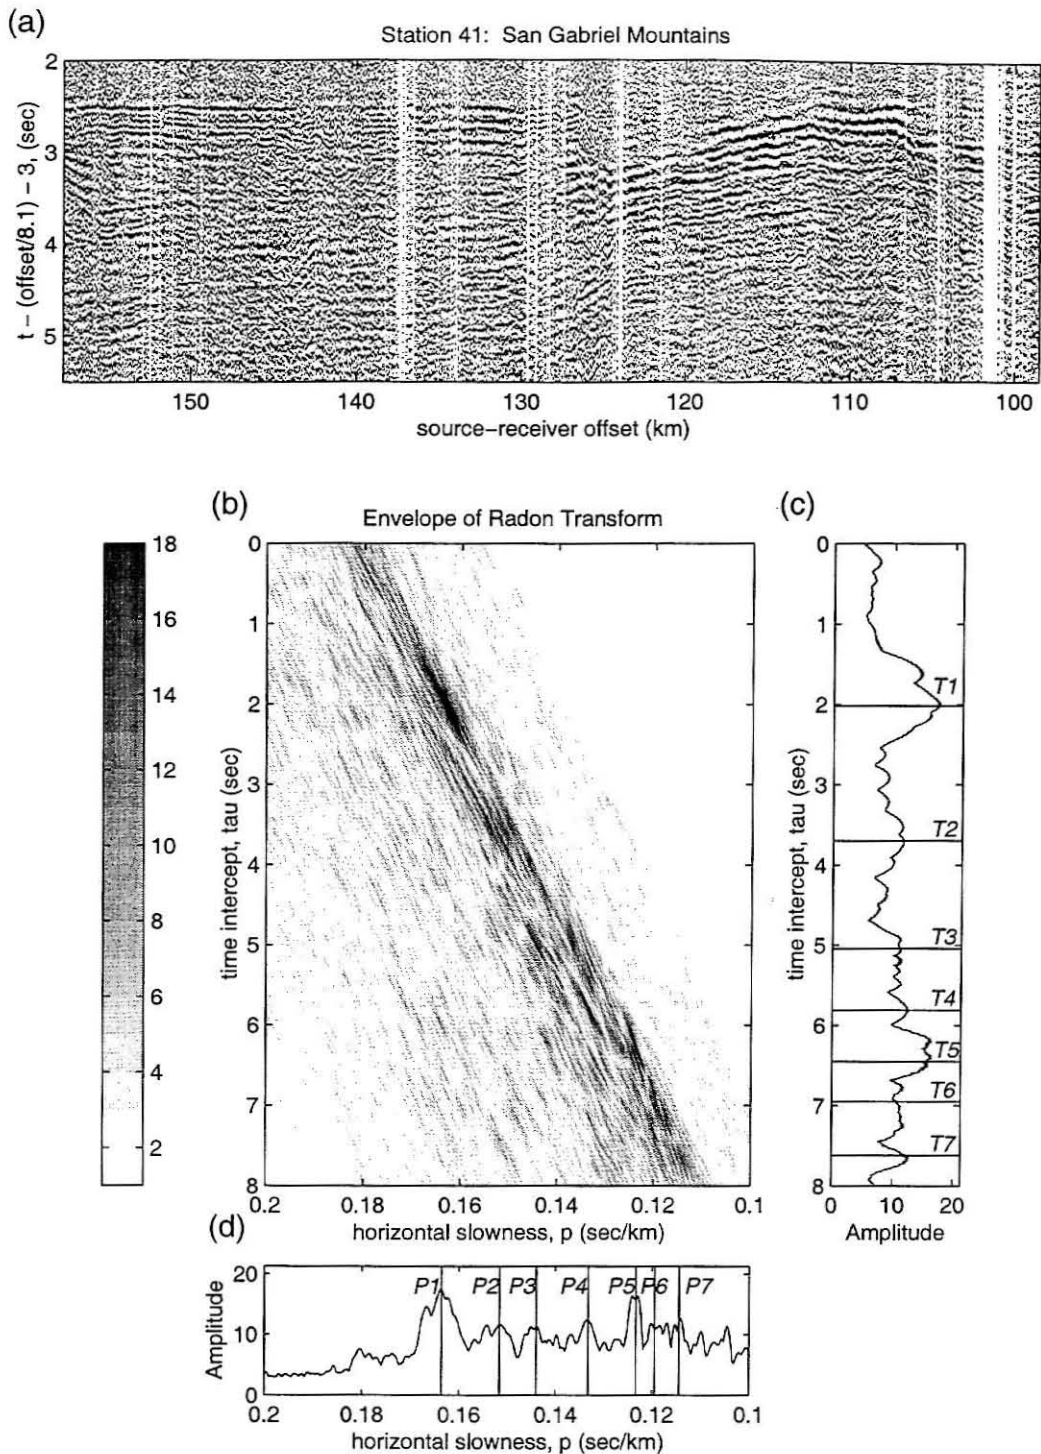 (a)
Station 41: San Gabriel Mountains
t − (offset/8.1) − 3, (sec)
2
3
4
5
150
140
130
120
110
100
source−receiver offset (km)
(b)
Envelope of Radon Transform
18
16
14
12
10
8
6
4
2
time intercept, tau (sec)
0
1
2
3
4
5
6
7
8
0.2
0.18
0.16
0.14
0.12
0.1
horizontal slowness, p (sec/km)
(c)
time intercept, tau (sec)
0
1
2
3
4
5
6
7
8
T1
T2
T3
T4
T5
T6
T7
0
10
20
Amplitude
(d)
Amplitude
20
10
0
P1
P2
P3
P4
P5
P6
P7
0.2
0.18
0.16
0.14
0.12
0.1
horizontal slowness, p (sec/km)